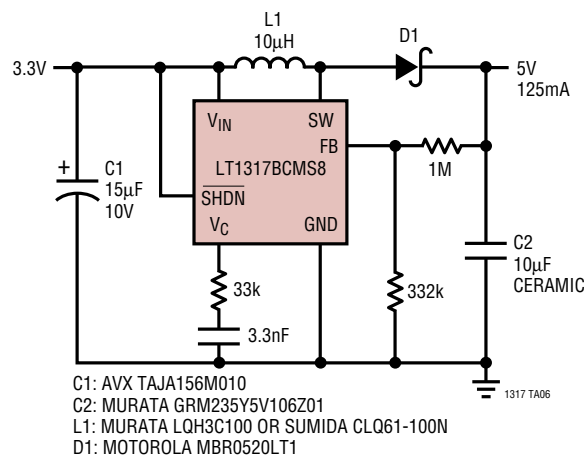 L1
10µH
D1
3.3V
5V
125mA
VIN
SW
FB
LT1317BCMS8
1M
+
C1
15µF
10V
SHDN
VC
GND
C2
10µF
CERAMIC
33k
332k
3.3nF
C1: AVX TAJA156M010
C2: MURATA GRM235Y5V106Z01
L1: MURATA LQH3C100 OR SUMIDA CLQ61-100N
D1: MOTOROLA MBR0520LT1
1317 TA06